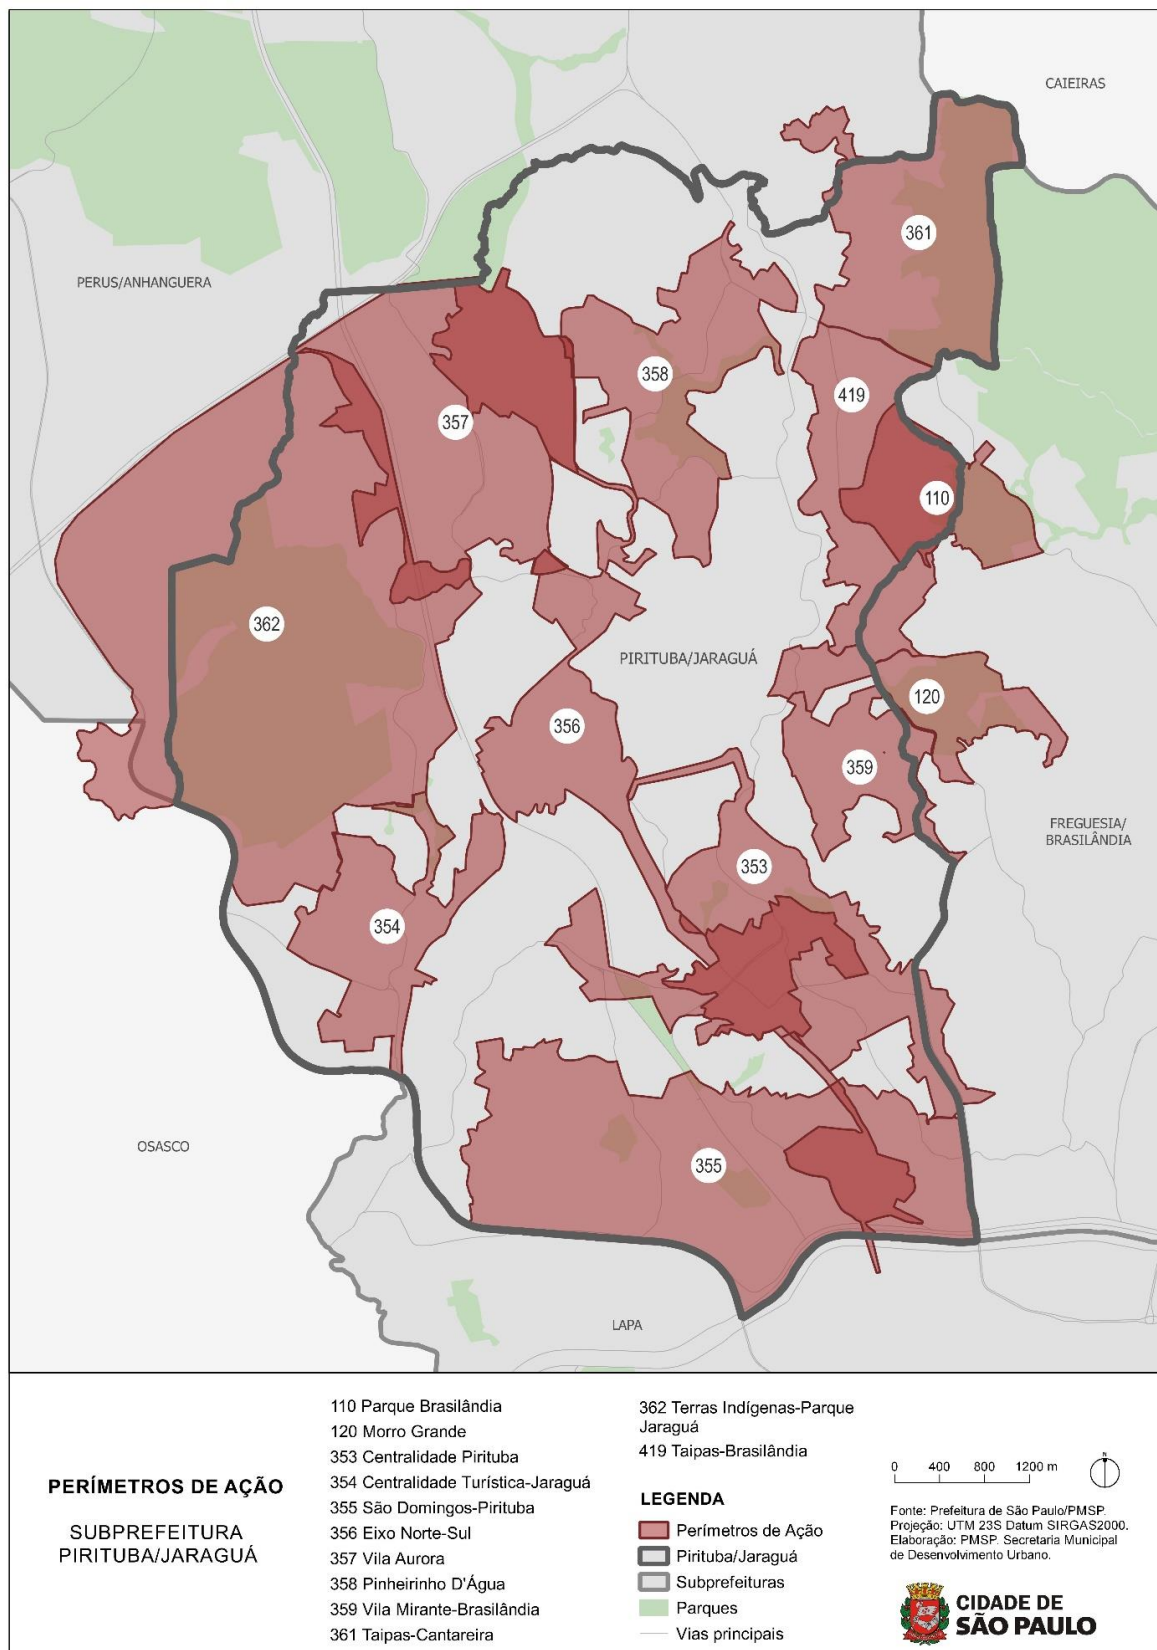 CAIEIRAS
361
PERUS/ANHANGUERA
358
419
357
110
362
PIRITUBA/JARAGUÁ
120
356
359
FREGUESIA/
BRASILÂNDIA
353
354
OSASCO
355
LAPA
PERÍMETROS DE AÇÃO
SUBPREFEITURA
PIRITUBA/JARAGUÁ
110 Parque Brasilândia
120 Morro Grande
353 Centralidade Pirituba
354 Centralidade Turística-Jaraguá
355 São Domingos-Pirituba
356 Eixo Norte-Sul
357 Vila Aurora
358 Pinheirinho D'Água
359 Vila Mirante-Brasilândia
361 Taipas-Cantareira
362 Terras Indígenas-Parque
Jaraguá
419 Taipas-Brasilândia
LEGENDA
Perímetros de Ação
Pirituba/Jaraguá
Subprefeituras
Parques
Vias principais
0 400 800 1200 m
N
Fonte: Prefeitura de São Paulo/PMSP.
Projeção: UTM 23S Datum SIRGAS2000.
Elaboração: PMSP. Secretaria Municipal
de Desenvolvimento Urbano.
CIDADE DE
SÃO PAULO